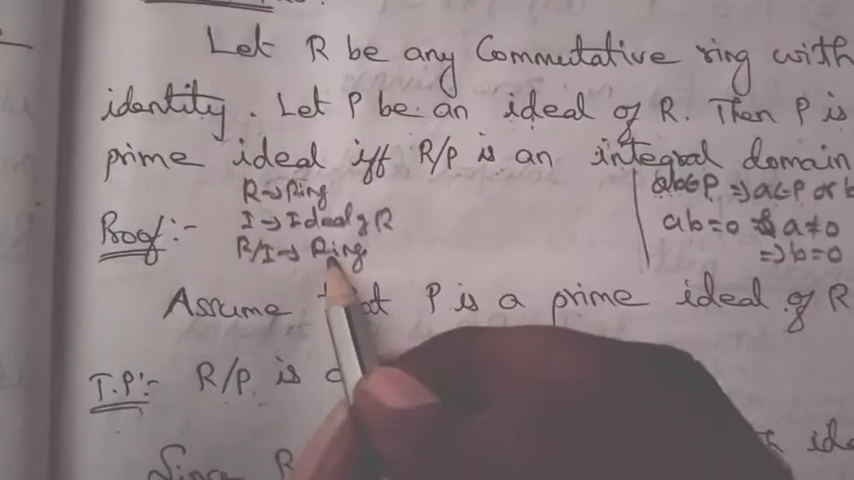 Let R be any Commutative ring with
identity. Let P be an ideal of R. Then P is
prime ideal iff R/P is an integral domain
R → Ring
I → Ideal of R
R/I → Ring
ab∈P ⇒ a∈P or b
ab=0 & a≠0
⇒ b=0
Proof:-
Assume that P is a prime ideal of R
T.P:- R/P is
Since R